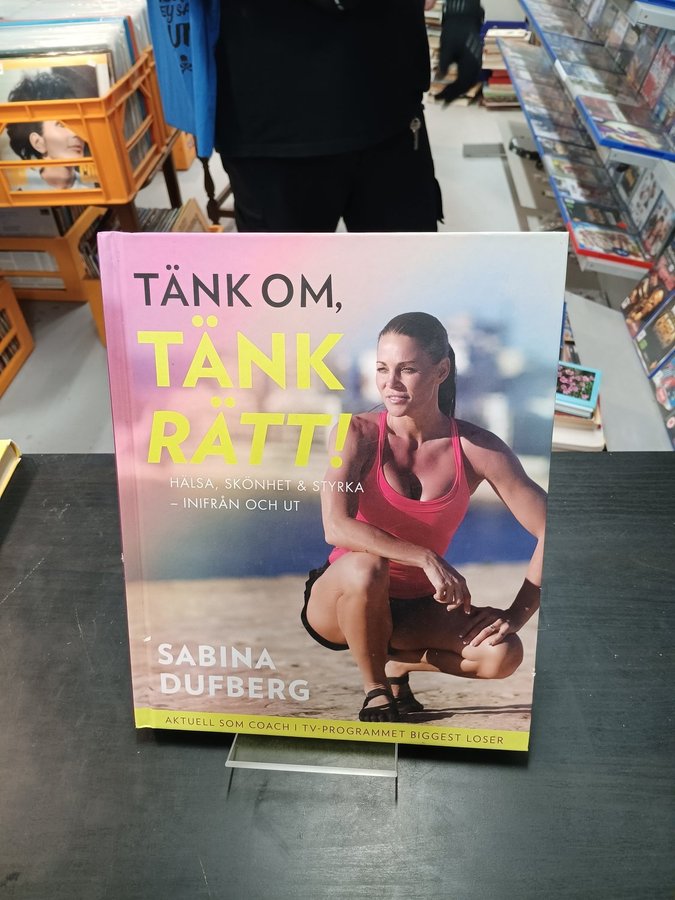 TÄNK OM,
TÄNK
RÄTT!
HÄLSA, SKÖNHET & STYRKA
– INIFRÅN OCH UT
SABINA
DUFBERG
AKTUELL SOM COACH I TV-PROGRAMMET BIGGEST LOSER